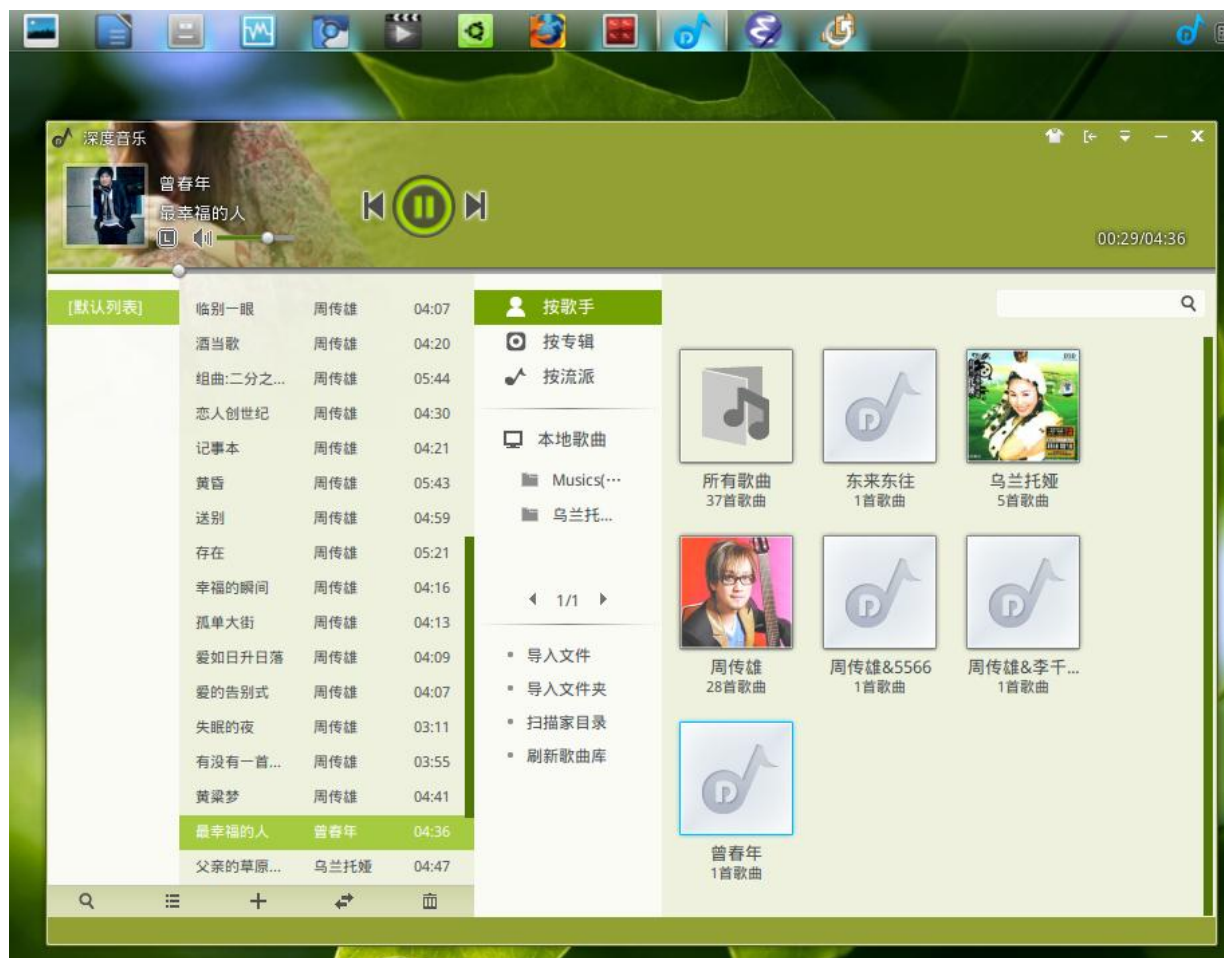 深度音乐
曾春年
最幸福的人
L
00:29/04:36
[默认列表]
临别一眼 周传雄 04:07
酒当歌 周传雄 04:20
组曲:二分之... 周传雄 05:44
恋人创世纪 周传雄 04:30
记事本 周传雄 04:21
黄昏 周传雄 05:43
送别 周传雄 04:59
存在 周传雄 05:21
幸福的瞬间 周传雄 04:16
孤单大街 周传雄 04:13
爱如日升日落 周传雄 04:09
爱的告别式 周传雄 04:07
失眠的夜 周传雄 03:11
有没有一首... 周传雄 03:55
黄粱梦 周传雄 04:41
最幸福的人 曾春年 04:36
父亲的草原... 乌兰托娅 04:47
按歌手
按专辑
按流派
本地歌曲
Musics(···
乌兰托...
1/1
导入文件
导入文件夹
扫描家目录
刷新歌曲库
所有歌曲
37首歌曲
东来东往
1首歌曲
乌兰托娅
5首歌曲
周传雄
28首歌曲
周传雄&5566
1首歌曲
周传雄&李千...
1首歌曲
曾春年
1首歌曲